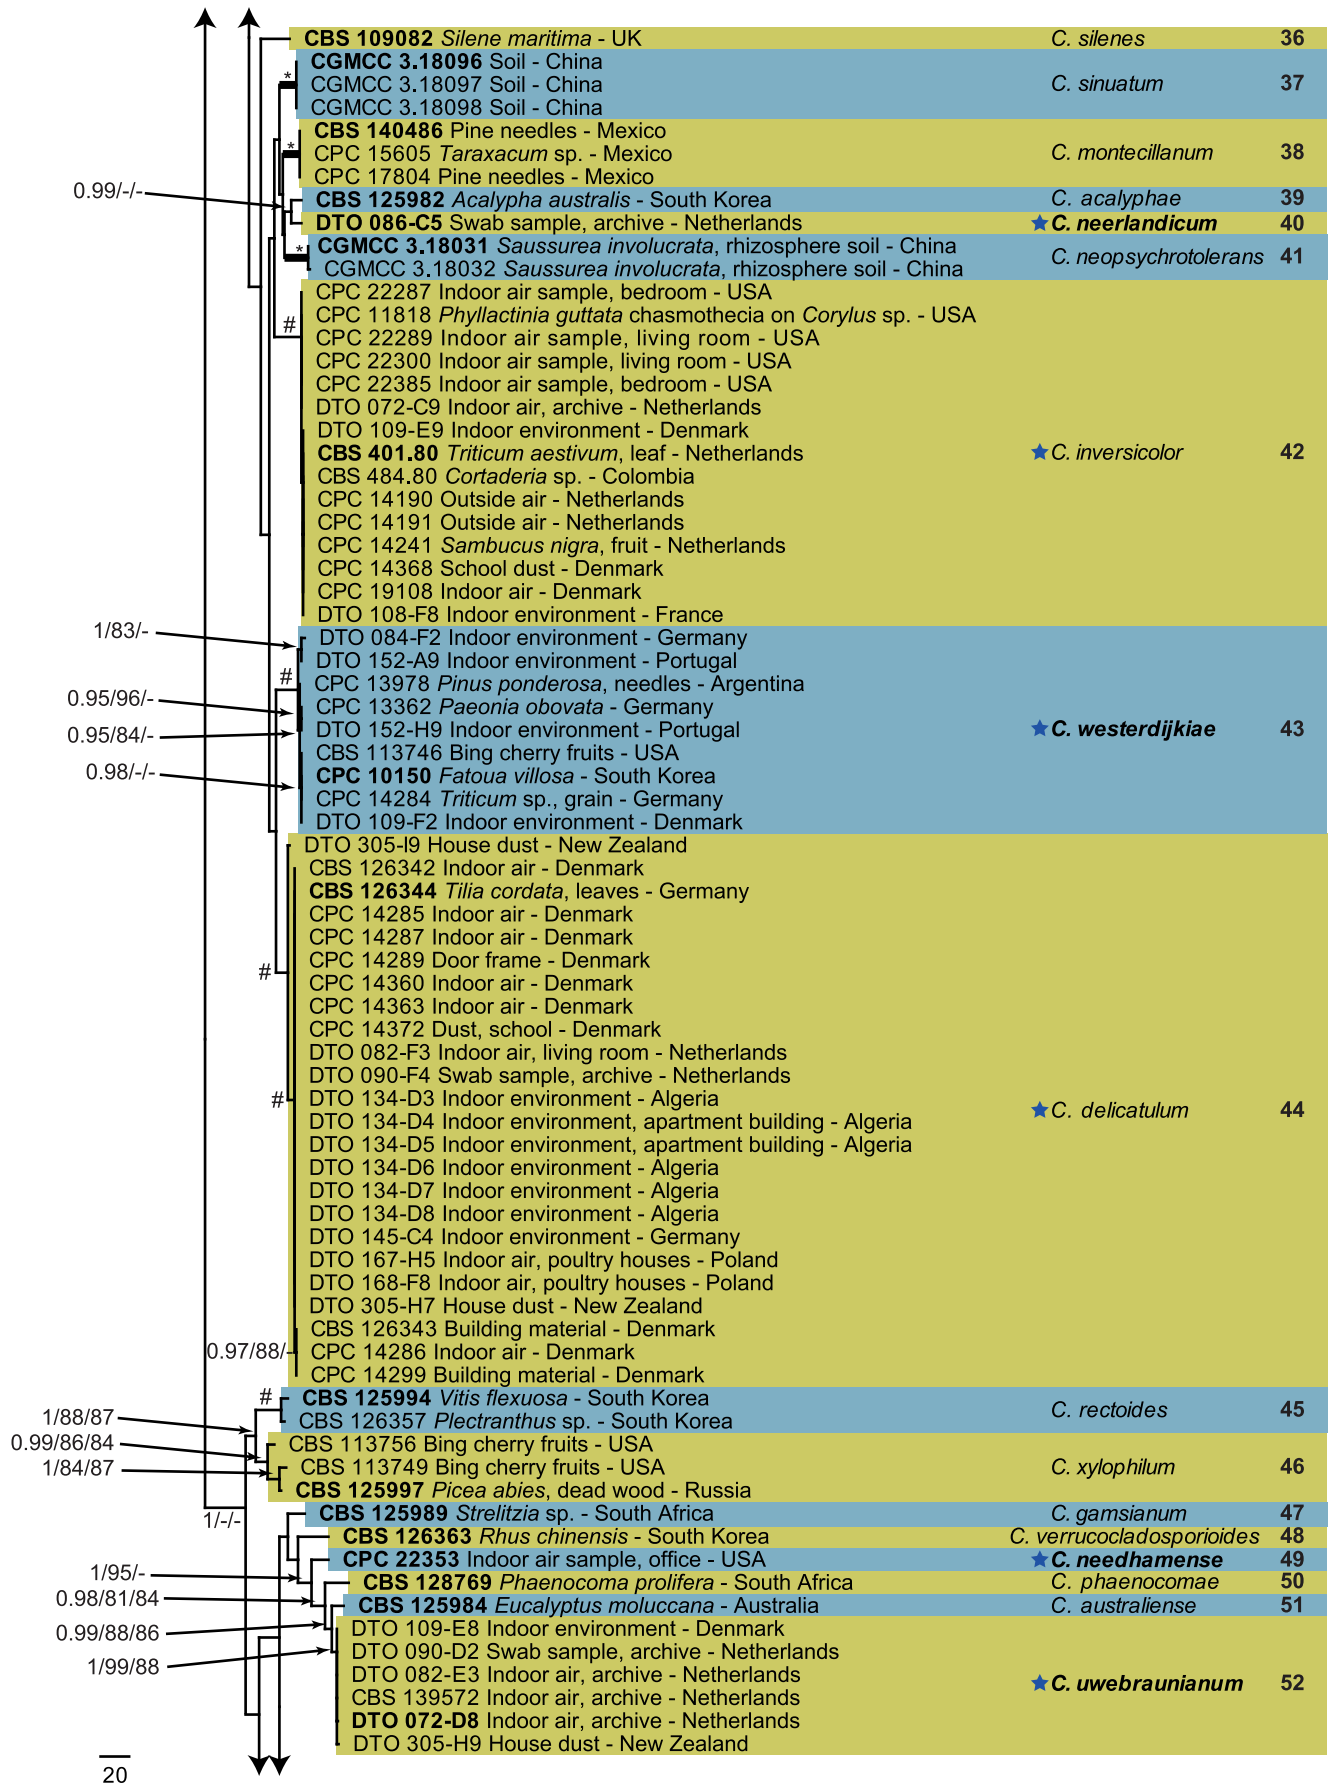 CBS 109082 Silene maritima - UK C. silenes 36
CGMCC 3.18096 Soil - China
*
CGMCC 3.18097 Soil - China C. sinuatum 37
CGMCC 3.18098 Soil - China
CBS 140486 Pine needles - Mexico
*
CPC 15605 Taraxacum sp. - Mexico C. montecillanum 38
CPC 17804 Pine needles - Mexico
0.99/-/-
CBS 125982 Acalypha australis - South Korea C. acalyphae 39
DTO 086-C5 Swab sample, archive - Netherlands C. neerlandicum 40
*
CGMCC 3.18031 Saussurea involucrata, rhizosphere soil - China C. neopsychrotolerans 41
CGMCC 3.18032 Saussurea involucrata, rhizosphere soil - China
CPC 22287 Indoor air sample, bedroom - USA
CPC 11818 Phyllactinia guttata chasmothecia on Corylus sp. - USA
#
CPC 22289 Indoor air sample, living room - USA
CPC 22300 Indoor air sample, living room - USA
CPC 22385 Indoor air sample, bedroom - USA
DTO 072-C9 Indoor air, archive - Netherlands
DTO 109-E9 Indoor environment - Denmark
CBS 401.80 Triticum aestivum, leaf - Netherlands C. inversicolor 42
CBS 484.80 Cortaderia sp. - Colombia
CPC 14190 Outside air - Netherlands
CPC 14191 Outside air - Netherlands
CPC 14241 Sambucus nigra, fruit - Netherlands
CPC 14368 School dust - Denmark
CPC 19108 Indoor air - Denmark
DTO 108-F8 Indoor environment - France
1/83/-
DTO 084-F2 Indoor environment - Germany
DTO 152-A9 Indoor environment - Portugal
#
CPC 13978 Pinus ponderosa, needles - Argentina
0.95/96/-
CPC 13362 Paeonia obovata - Germany
0.95/84/-
DTO 152-H9 Indoor environment - Portugal C. westerdijkiae 43
CBS 113746 Bing cherry fruits - USA
0.98/-/-
CPC 10150 Fatoua villosa - South Korea
CPC 14284 Triticum sp., grain - Germany
DTO 109-F2 Indoor environment - Denmark
DTO 305-I9 House dust - New Zealand
CBS 126342 Indoor air - Denmark
CBS 126344 Tilia cordata, leaves - Germany
CPC 14285 Indoor air - Denmark
CPC 14287 Indoor air - Denmark
CPC 14289 Door frame - Denmark
#
CPC 14360 Indoor air - Denmark
CPC 14363 Indoor air - Denmark
CPC 14372 Dust, school - Denmark
DTO 082-F3 Indoor air, living room - Netherlands
DTO 090-F4 Swab sample, archive - Netherlands
#
DTO 134-D3 Indoor environment - Algeria
DTO 134-D4 Indoor environment, apartment building - Algeria C. delicatulum 44
DTO 134-D5 Indoor environment, apartment building - Algeria
DTO 134-D6 Indoor environment - Algeria
DTO 134-D7 Indoor environment - Algeria
DTO 134-D8 Indoor environment - Algeria
DTO 145-C4 Indoor environment - Germany
DTO 167-H5 Indoor air, poultry houses - Poland
DTO 168-F8 Indoor air, poultry houses - Poland
DTO 305-H7 House dust - New Zealand
CBS 126343 Building material - Denmark
0.97/88/-
CPC 14286 Indoor air - Denmark
CPC 14299 Building material - Denmark
#
CBS 125994 Vitis flexuosa - South Korea C. rectoides 45
1/88/87
CBS 126357 Plectranthus sp. - South Korea
0.99/86/84
CBS 113756 Bing cherry fruits - USA
1/84/87
CBS 113749 Bing cherry fruits - USA C. xylophilum 46
CBS 125997 Picea abies, dead wood - Russia
1/-/-
CBS 125989 Strelitzia sp. - South Africa C. gamsianum 47
CBS 126363 Rhus chinensis - South Korea C. verrucocladosporioides 48
CPC 22353 Indoor air sample, office - USA C. needhamense 49
1/95/-
CBS 128769 Phaenocoma prolifera - South Africa C. phaenocomae 50
0.98/81/84
CBS 125984 Eucalyptus moluccana - Australia C. australiense 51
0.99/88/86
DTO 109-E8 Indoor environment - Denmark
DTO 090-D2 Swab sample, archive - Netherlands
1/99/88
DTO 082-E3 Indoor air, archive - Netherlands C. uwebraunianum 52
CBS 139572 Indoor air, archive - Netherlands
DTO 072-D8 Indoor air, archive - Netherlands
DTO 305-H9 House dust - New Zealand
20